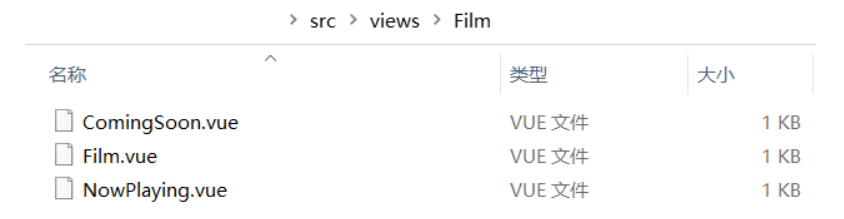 > src > views > Film
名称 类型 大小
ComingSoon.vue VUE 文件 1 KB
Film.vue VUE 文件 1 KB
NowPlaying.vue VUE 文件 1 KB